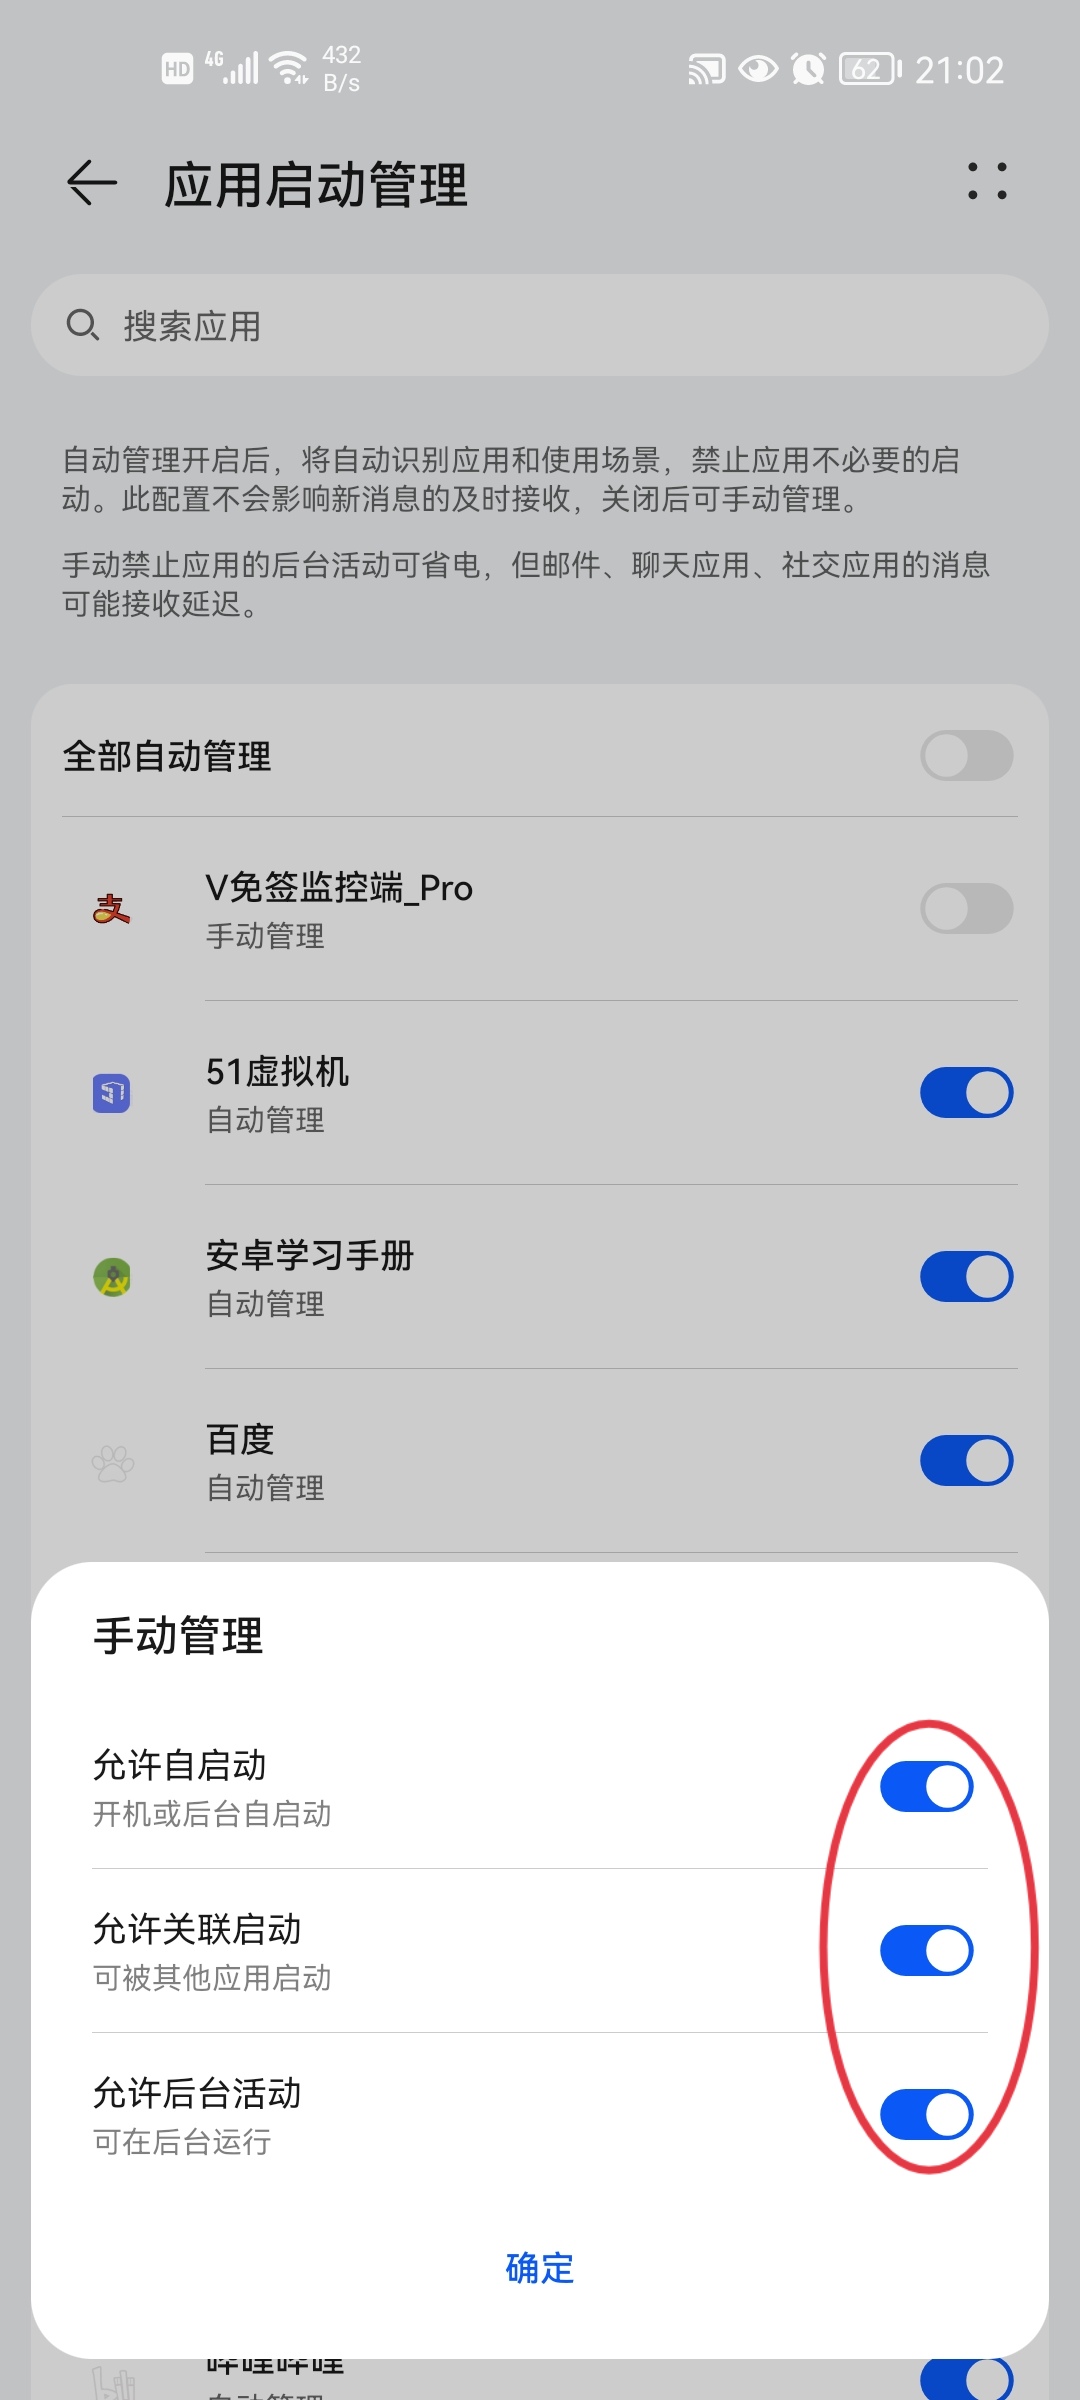 HD 4G 432 B/s 62 21:02
应用启动管理
搜索应用
自动管理开启后，将自动识别应用和使用场景，禁止应用不必要的启
动。此配置不会影响新消息的及时接收，关闭后可手动管理。
手动禁止应用的后台活动可省电，但邮件、聊天应用、社交应用的消息
可能接收延迟。
全部自动管理
V免签监控端_Pro
手动管理
51虚拟机
自动管理
安卓学习手册
自动管理
百度
自动管理
手动管理
允许自启动
开机或后台自启动
允许关联启动
可被其他应用启动
允许后台活动
可在后台运行
确定
哔哩哔哩